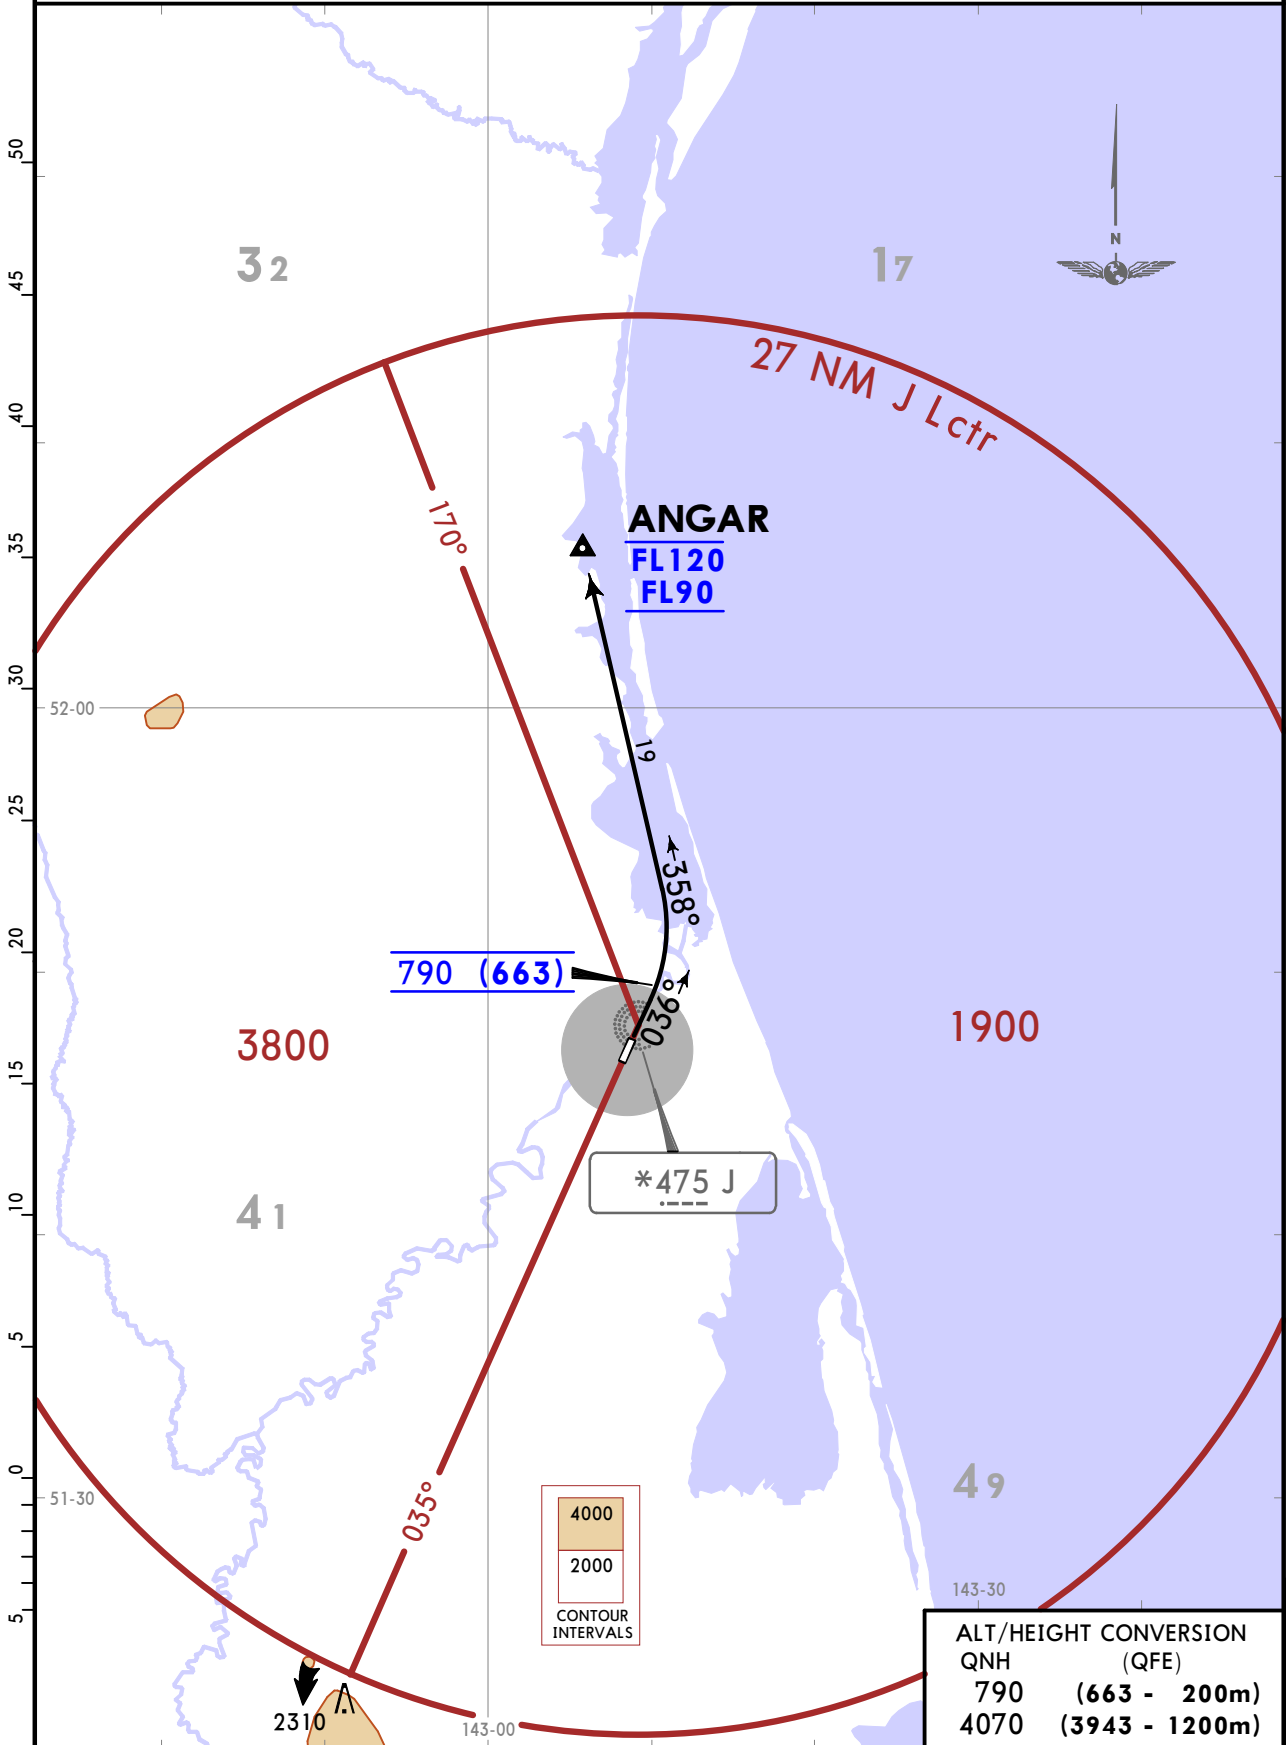 50
32
17
N
45
27 NM J Lctr
40
ANGAR
FL120
FL90
170°
35
30
52-00
19
25
358°
20
790 (663)
036°
3800
1900
15
*475 J
41
10
5
49
0
51-30
035°
4000
2000
CONTOUR
INTERVALS
143-30
5
2310
143-00
ALT/HEIGHT CONVERSION
QNH (QFE)
790 (663 - 200m)
4070 (3943 - 1200m)